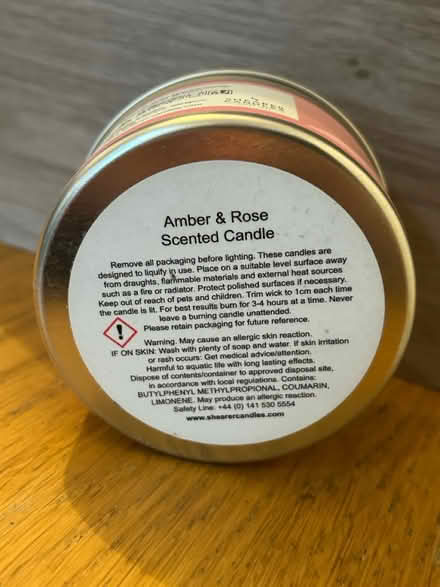 Amber & Rose
Scented Candle
Remove all packaging before lighting. These candles are
designed to liquify in use. Place on a suitable level surface away
from draughts, flammable materials and external heat sources
such as a fire or radiator. Protect polished surfaces if necessary.
Keep out of reach of pets and children. Trim wick to 1cm each time
the candle is lit. For best results burn for 3-4 hours at a time. Never
leave a burning candle unattended.
Please retain packaging for future reference.
Warning. May cause an allergic skin reaction.
IF ON SKIN: Wash with plenty of soap and water. If skin irritation
or rash occurs: Get medical advice/attention.
Harmful to aquatic life with long lasting effects.
Dispose of contents/container to approved disposal site,
in accordance with local regulations. Contains:
BUTYLPHENYL METHYLPROPIONAL, COUMARIN,
LIMONENE. May produce an allergic reaction.
Safety Line: +44 (0) 141 530 5554
www.shearercandles.com